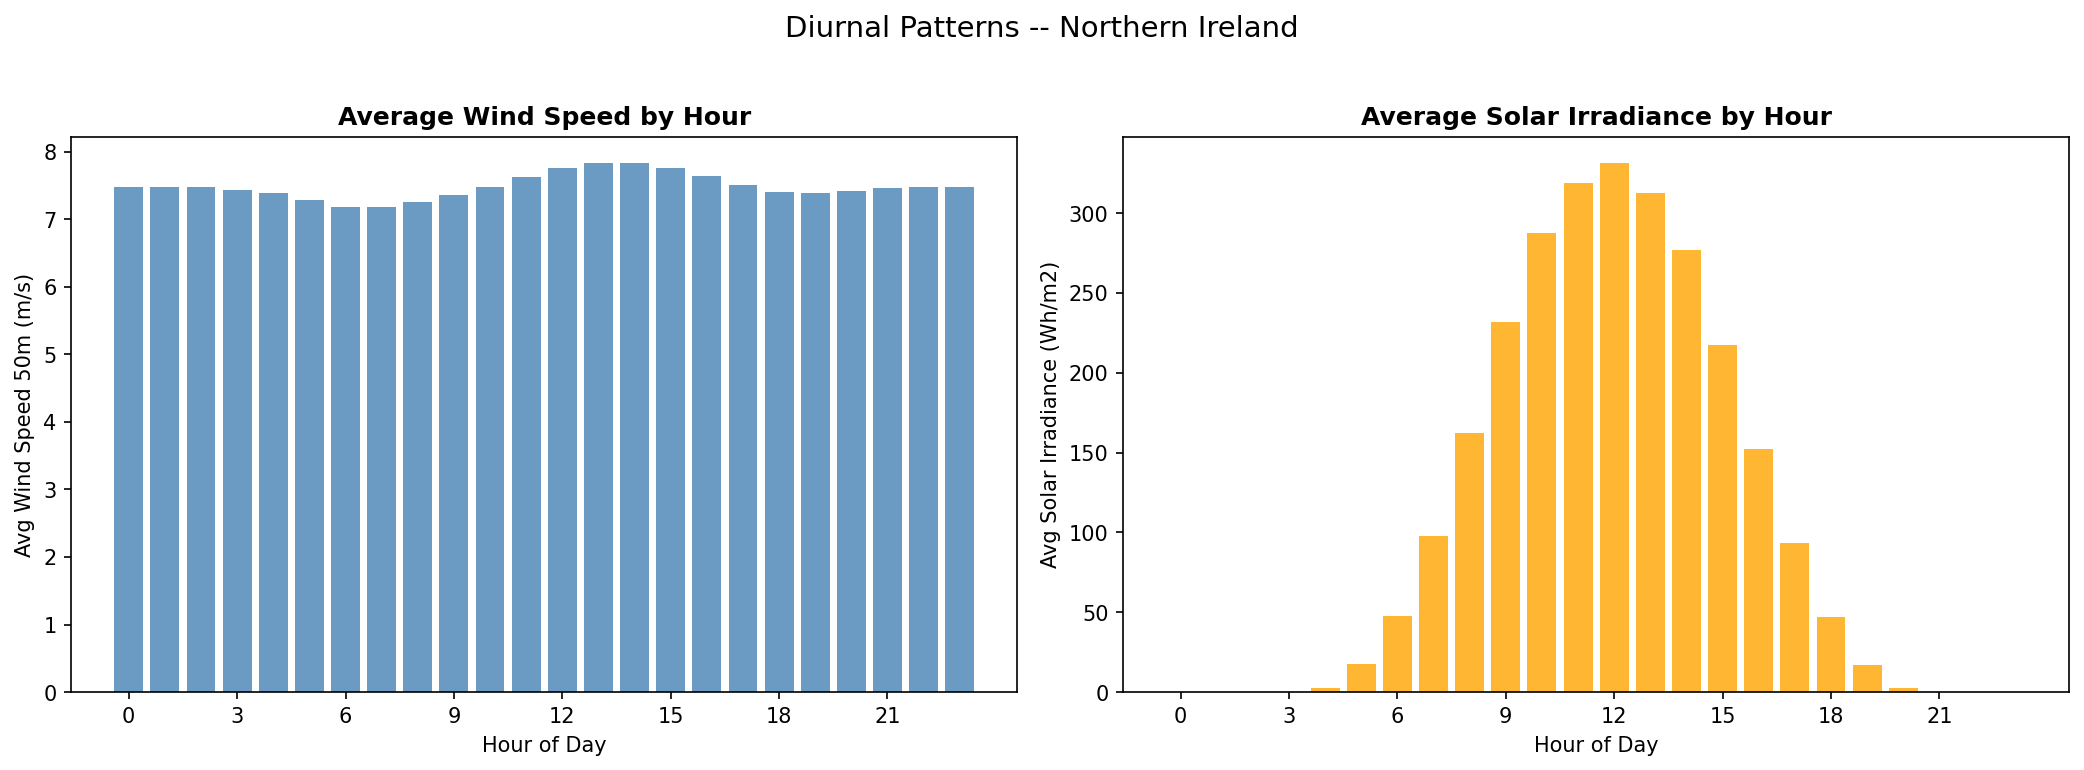 Diurnal Patterns -- Northern Ireland
Average Wind Speed by Hour
Avg Wind Speed 50m (m/s)
8
7
6
5
4
3
2
1
0
0 3 6 9 12 15 18 21
Hour of Day
Average Solar Irradiance by Hour
Avg Solar Irradiance (Wh/m2)
300
250
200
150
100
50
0
0 3 6 9 12 15 18 21
Hour of Day